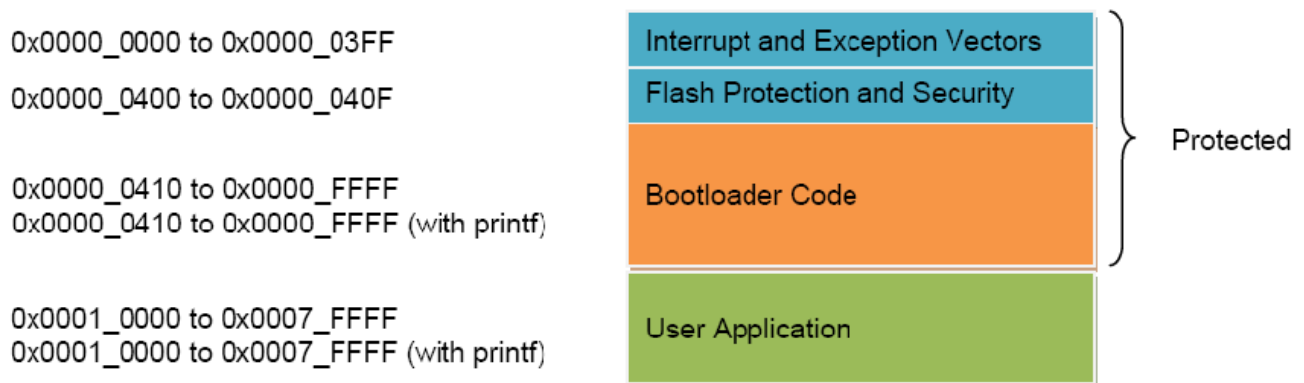 0x0000_0000 to 0x0000_03FF
Interrupt and Exception Vectors
0x0000_0400 to 0x0000_040F
Flash Protection and Security
Protected
0x0000_0410 to 0x0000_FFFF
0x0000_0410 to 0x0000_FFFF (with printf)
Bootloader Code
0x0001_0000 to 0x0007_FFFF
0x0001_0000 to 0x0007_FFFF (with printf)
User Application